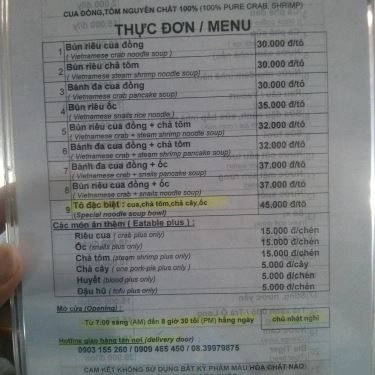 CUA ĐỒNG,TÔM NGUYÊN CHẤT 100% (100% PURE CRAB, SHRIMP)
THỰC ĐƠN / MENU
1 Bún riêu cua đồng 30.000 đ/tô
( Vietnamese crab noodle soup )
2 Bún riêu chả tôm 30.000 đ/tô
( Vietnamese steam shrimp noodle soup)
3 Bánh đa cua đồng 30.000 đ/tô
( Vietnamese crab pancake soup)
4 Bún riêu ốc 35.000 đ/tô
( Vietnamese snails rice noodle)
5 Bún riêu cua đồng + chả tôm 32.000 đ/tô
(Vietnamese crab + steam shrimp noodle soup)
6 Bánh đa cua đồng + chả tôm 32.000 đ/tô
(Vietnamese crab + steam shrimp pancake soup)
7 Bánh đa cua đồng + ốc 37.000 đ/tô
(Vietnamese crab + snails pancake soup)
8 Bún riêu cua đồng + ốc 37.000 đ/tô
(Vietnamese crab + snails noodle soup)
9 Tô đặc biệt : cua,chả tôm,chả cây,ốc 45.000 đ/tô
(Special noodle soup bowl)
Các món ăn thêm ( Eatable plus ) :
Riêu cua ( crab plus only) 15.000 đ/chén
Ốc (snails plus only) 15.000 đ/chén
Chả tôm (steam shrimp plus only) 15.000 đ/chén
Chả cây ( one pork-pie plus only ) 5.000 đ/cây
Huyết (blood plus only) 5.000 đ/chén
Đậu hũ ( tofu plus only) 5.000 đ/chén
Mở cửa (Opening) :
Từ 7:00 sáng (AM) đến 8 giờ 30 tối (PM) hằng ngày chủ nhật nghỉ
Hotline giao hàng tận nơi (delivery door)
0903 155 260 / 0909 465 450 / 08.39979875
CAM KẾT KHÔNG SỬ DỤNG BẤT KỲ PHẨM MÀU HÓA CHẤT NÀO